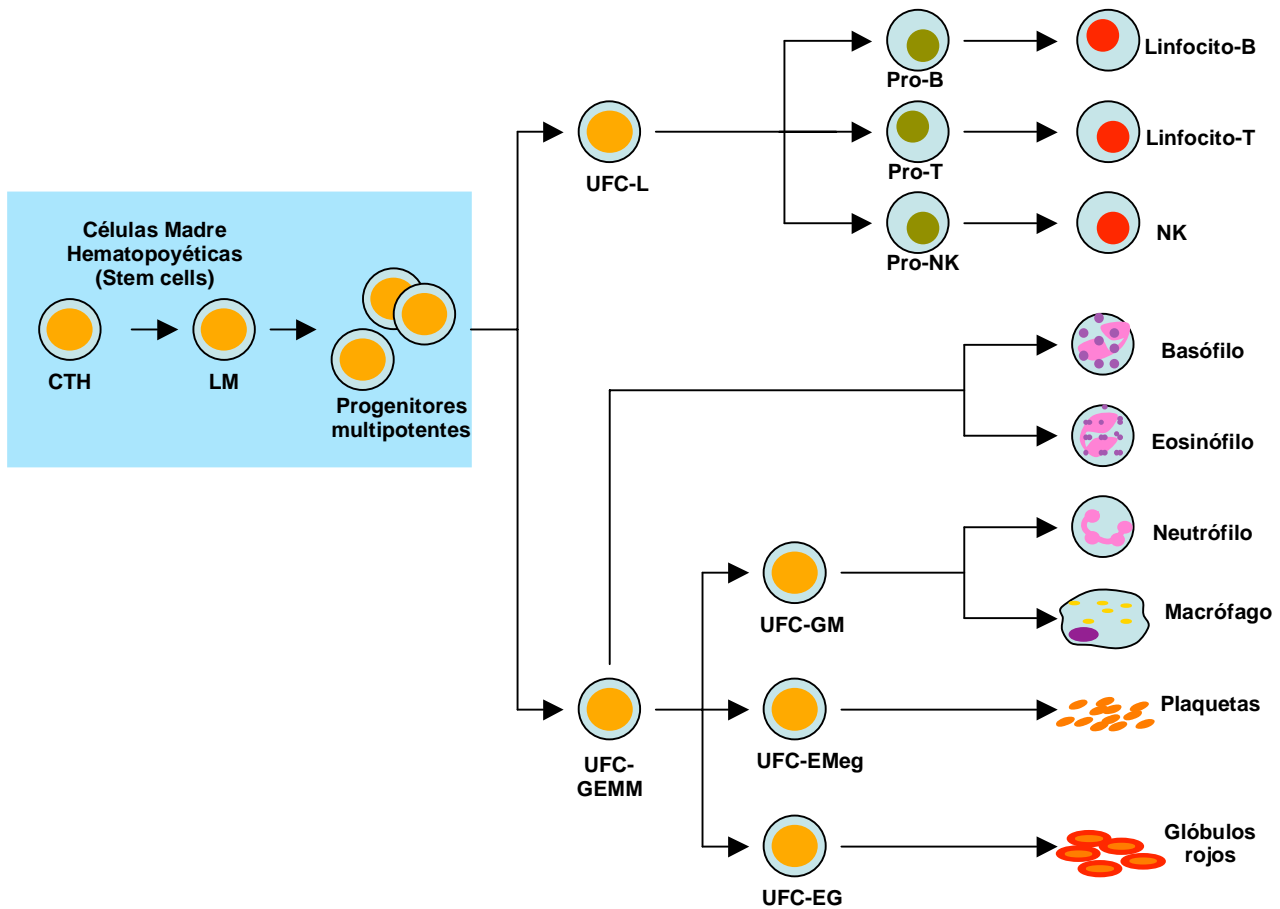 Células Madre
Hematopoyéticas
(Stem cells)
CTH
LM
Progenitores
multipotentes
UFC-L
Pro-B
Linfocito-B
Pro-T
Linfocito-T
Pro-NK
NK
Basófilo
Eosinófilo
Neutrófilo
UFC-GM
Macrófago
UFC-
GEMM
UFC-EMeg
Plaquetas
UFC-EG
Glóbulos
rojos